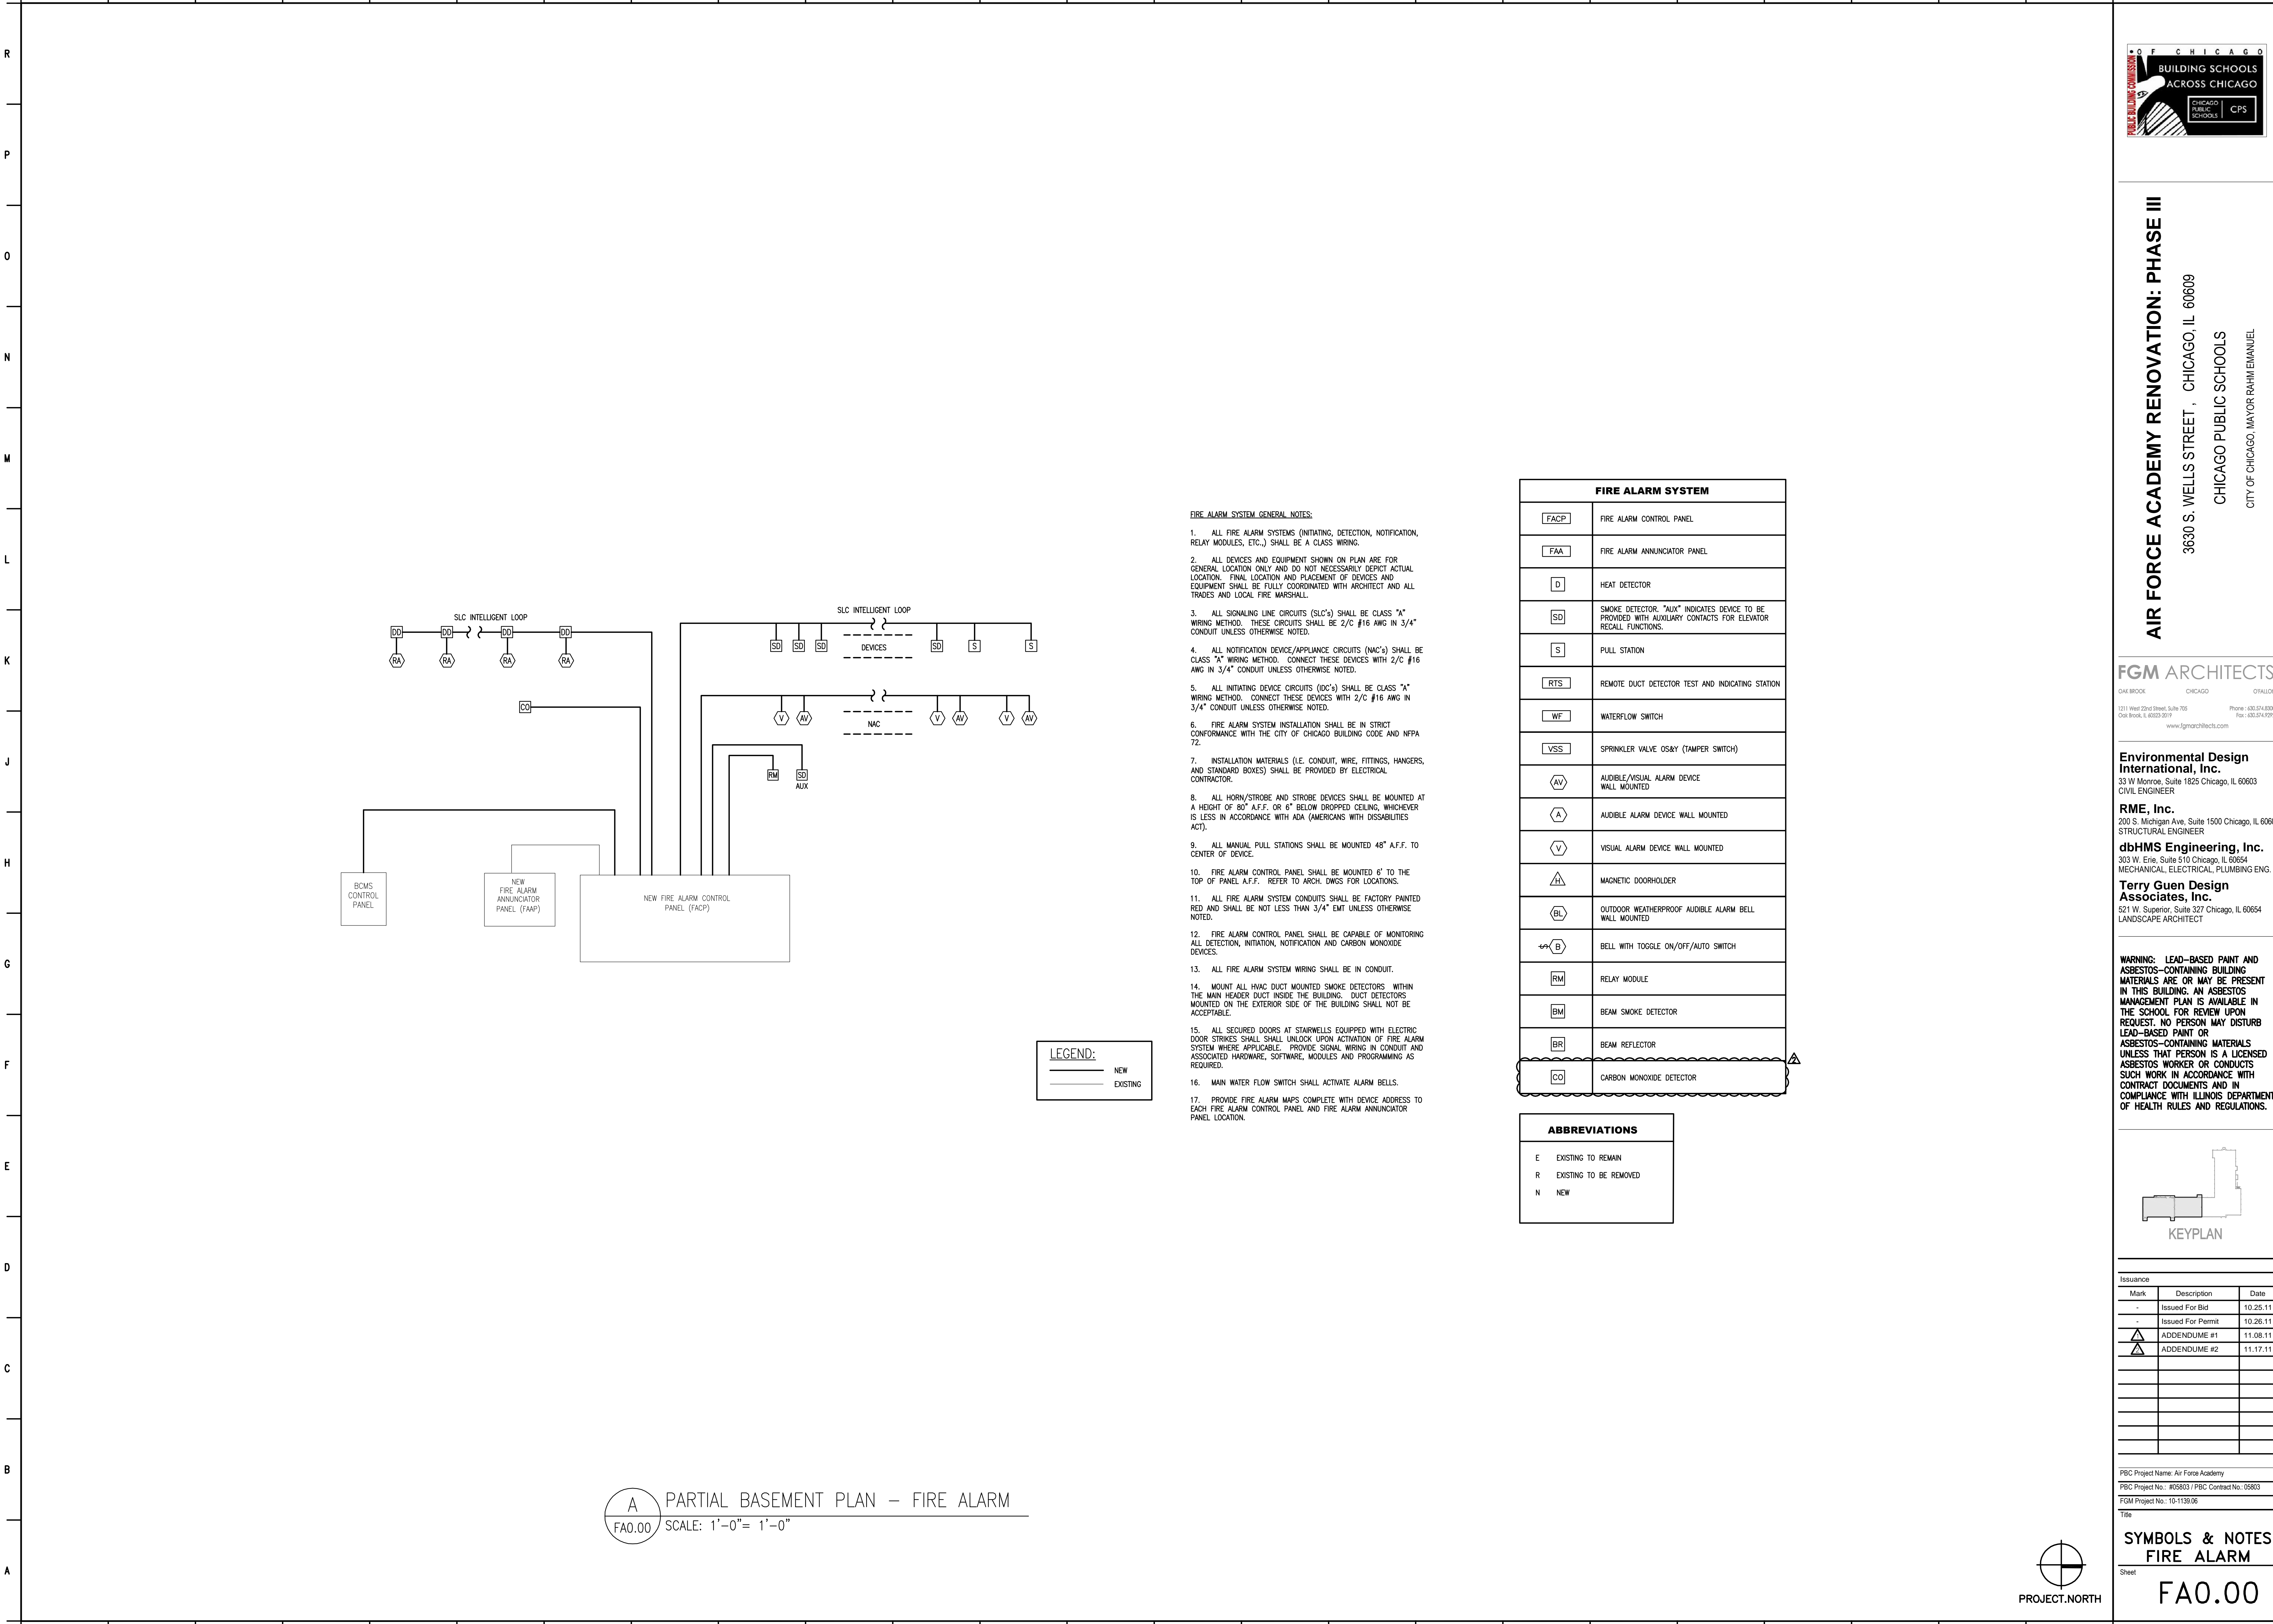 R
P
O
N
M
L
K
J
H
G
F
E
D
C
B
A
SLC INTELLIGENT LOOP
DD
DD
DD
DD
RA
RA
RA
RA
CO
SLC INTELLIGENT LOOP
SD
SD
SD
DEVICES
SD
S
S
V
AV
NAC
V
AV
V
AV
RM
SD
AUX
BCMS
CONTROL
PANEL
NEW
FIRE ALARM
ANNUNCIATOR
PANEL (FAAP)
NEW FIRE ALARM CONTROL
PANEL (FACP)
LEGEND:
NEW
EXISTING
FIRE ALARM SYSTEM GENERAL NOTES:
1. ALL FIRE ALARM SYSTEMS (INITIATING, DETECTION, NOTIFICATION,
RELAY MODULES, ETC.,) SHALL BE A CLASS WIRING.
2. ALL DEVICES AND EQUIPMENT SHOWN ON PLAN ARE FOR
GENERAL LOCATION ONLY AND DO NOT NECESSARILY DEPICT ACTUAL
LOCATION. FINAL LOCATION AND PLACEMENT OF DEVICES AND
EQUIPMENT SHALL BE FULLY COORDINATED WITH ARCHITECT AND ALL
TRADES AND LOCAL FIRE MARSHALL.
3. ALL SIGNALING LINE CIRCUITS (SLC's) SHALL BE CLASS "A"
WIRING METHOD. THESE CIRCUITS SHALL BE 2/C #16 AWG IN 3/4"
CONDUIT UNLESS OTHERWISE NOTED.
4. ALL NOTIFICATION DEVICE/APPLIANCE CIRCUITS (NAC's) SHALL BE
CLASS "A" WIRING METHOD. CONNECT THESE DEVICES WITH 2/C #16
AWG IN 3/4" CONDUIT UNLESS OTHERWISE NOTED.
5. ALL INITIATING DEVICE CIRCUITS (IDC's) SHALL BE CLASS "A"
WIRING METHOD. CONNECT THESE DEVICES WITH 2/C #16 AWG IN
3/4" CONDUIT UNLESS OTHERWISE NOTED.
6. FIRE ALARM SYSTEM INSTALLATION SHALL BE IN STRICT
CONFORMANCE WITH THE CITY OF CHICAGO BUILDING CODE AND NFPA
72.
7. INSTALLATION MATERIALS (I.E. CONDUIT, WIRE, FITTINGS, HANGERS,
AND STANDARD BOXES) SHALL BE PROVIDED BY ELECTRICAL
CONTRACTOR.
8. ALL HORN/STROBE AND STROBE DEVICES SHALL BE MOUNTED AT
A HEIGHT OF 80" A.F.F. OR 6" BELOW DROPPED CEILING, WHICHEVER
IS LESS IN ACCORDANCE WITH ADA (AMERICANS WITH DISSABILITIES
ACT).
9. ALL MANUAL PULL STATIONS SHALL BE MOUNTED 48" A.F.F. TO
CENTER OF DEVICE.
10. FIRE ALARM CONTROL PANEL SHALL BE MOUNTED 6' TO THE
TOP OF PANEL A.F.F. REFER TO ARCH. DWGS FOR LOCATIONS.
11. ALL FIRE ALARM SYSTEM CONDUITS SHALL BE FACTORY PAINTED
RED AND SHALL BE NOT LESS THAN 3/4" EMT UNLESS OTHERWISE
NOTED.
12. FIRE ALARM CONTROL PANEL SHALL BE CAPABLE OF MONITORING
ALL DETECTION, INITIATION, NOTIFICATION AND CARBON MONOXIDE
DEVICES.
13. ALL FIRE ALARM SYSTEM WIRING SHALL BE IN CONDUIT.
14. MOUNT ALL HVAC DUCT MOUNTED SMOKE DETECTORS WITHIN
THE MAIN HEADER DUCT INSIDE THE BUILDING. DUCT DETECTORS
MOUNTED ON THE EXTERIOR SIDE OF THE BUILDING SHALL NOT BE
ACCEPTABLE.
15. ALL SECURED DOORS AT STAIRWELLS EQUIPPED WITH ELECTRIC
DOOR STRIKES SHALL SHALL UNLOCK UPON ACTIVATION OF FIRE ALARM
SYSTEM WHERE APPLICABLE. PROVIDE SIGNAL WIRING IN CONDUIT AND
ASSOCIATED HARDWARE, SOFTWARE, MODULES AND PROGRAMMING AS
REQUIRED.
16. MAIN WATER FLOW SWITCH SHALL ACTIVATE ALARM BELLS.
17. PROVIDE FIRE ALARM MAPS COMPLETE WITH DEVICE ADDRESS TO
EACH FIRE ALARM CONTROL PANEL AND FIRE ALARM ANNUNCIATOR
PANEL LOCATION.
FIRE ALARM SYSTEM
FACP FIRE ALARM CONTROL PANEL
FAA FIRE ALARM ANNUNCIATOR PANEL
D HEAT DETECTOR
SD SMOKE DETECTOR. "AUX" INDICATES DEVICE TO BE
PROVIDED WITH AUXILIARY CONTACTS FOR ELEVATOR
RECALL FUNCTIONS.
S PULL STATION
RTS REMOTE DUCT DETECTOR TEST AND INDICATING STATION
WF WATERFLOW SWITCH
VSS SPRINKLER VALVE OS&Y (TAMPER SWITCH)
AV AUDIBLE/VISUAL ALARM DEVICE
WALL MOUNTED
A AUDIBLE ALARM DEVICE WALL MOUNTED
V VISUAL ALARM DEVICE WALL MOUNTED
H MAGNETIC DOORHOLDER
BL OUTDOOR WEATHERPROOF AUDIBLE ALARM BELL
WALL MOUNTED
B BELL WITH TOGGLE ON/OFF/AUTO SWITCH
RM RELAY MODULE
BM BEAM SMOKE DETECTOR
BR BEAM REFLECTOR
CO CARBON MONOXIDE DETECTOR
2
ABBREVIATIONS
E EXISTING TO REMAIN
R EXISTING TO BE REMOVED
N NEW
A
FA0.00
PARTIAL BASEMENT PLAN - FIRE ALARM
SCALE: 1'-0"= 1'-0"
PROJECT.NORTH
OF CHICAGO
PUBLIC BUILDING COMMISSION
BUILDING SCHOOLS
ACROSS CHICAGO
CHICAGO
PUBLIC
SCHOOLS
CPS
AIR FORCE ACADEMY RENOVATION: PHASE III
3630 S. WELLS STREET , CHICAGO, IL 60609
CHICAGO PUBLIC SCHOOLS
CITY OF CHICAGO, MAYOR RAHM EMANUEL
FGM ARCHITECTS
OAK BROOK CHICAGO
1211 West 22nd Street, Suite 705
Oak Brook, IL 60523-2019
www.fgmarchitects.com
Environmental Design
International, Inc.
33 W Monroe, Suite 1825 Chicago, IL 60603
CIVIL ENGINEER
RME, Inc.
200 S. Michigan Ave, Suite 1500 Chicago, IL
STRUCTURAL ENGINEER
dbHMS Engineering, Inc.
303 W. Erie, Suite 510 Chicago, IL 60654
MECHANICAL, ELECTRICAL, PLUMBING ENG.
Terry Guen Design
Associates, Inc.
521 W. Superior, Suite 327 Chicago, IL 60654
LANDSCAPE ARCHITECT
WARNING: LEAD-BASED PAINT AND
ASBESTOS-CONTAINING BUILDING
MATERIALS ARE OR MAY BE PRESENT
IN THIS BUILDING. AN ASBESTOS
MANAGEMENT PLAN IS AVAILABLE IN
THE SCHOOL FOR REVIEW UPON
REQUEST. NO PERSON MAY DISTURB
LEAD-BASED PAINT OR
ASBESTOS-CONTAINING MATERIALS
UNLESS THAT PERSON IS A LICENSED
ASBESTOS WORKER OR CONDUCTS
SUCH WORK IN ACCORDANCE WITH
CONTRACT DOCUMENTS AND IN
COMPLIANCE WITH ILLINOIS DEPARTMENT
OF HEALTH RULES AND REGULATIONS.
KEYPLAN
Issuance
Mark Description Date
- Issued For Bid 10.25.11
- Issued For Permit 10.26.11
ADDENDUME #1 11.08.11
ADDENDUME #2 11.17.11
PBC Project Name: Air Force Academy
PBC Project No.: #05803 / PBC Contract No.: 05803
FGM Project No.: 10-1139.06
Title
SYMBOLS & NOTES
FIRE ALARM
Sheet
FA0.00